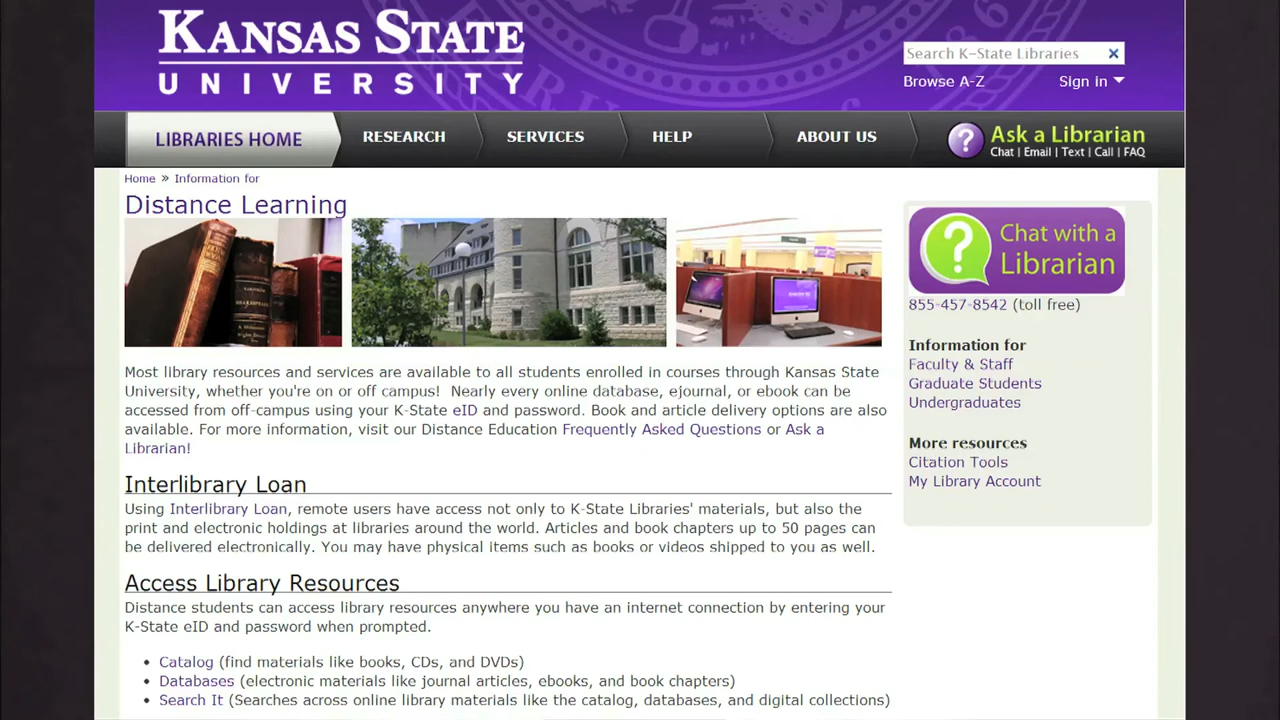 KANSAS STATE
UNIVERSITY
Search K-State Libraries
Browse A-Z
Sign in
LIBRARIES HOME
RESEARCH
SERVICES
HELP
ABOUT US
Ask a Librarian
Chat | Email | Text | Call | FAQ
Home » Information for
Distance Learning
Most library resources and services are available to all students enrolled in courses through Kansas State
University, whether you're on or off campus! Nearly every online database, ejournal, or ebook can be
accessed from off-campus using your K-State eID and password. Book and article delivery options are also
available. For more information, visit our Distance Education Frequently Asked Questions or Ask a
Librarian!
Interlibrary Loan
Using Interlibrary Loan, remote users have access not only to K-State Libraries' materials, but also the
print and electronic holdings at libraries around the world. Articles and book chapters up to 50 pages can
be delivered electronically. You may have physical items such as books or videos shipped to you as well.
Access Library Resources
Distance students can access library resources anywhere you have an internet connection by entering your
K-State eID and password when prompted.
• Catalog (find materials like books, CDs, and DVDs)
• Databases (electronic materials like journal articles, ebooks, and book chapters)
• Search It (Searches across online library materials like the catalog, databases, and digital collections)
Chat with a
Librarian
855-457-8542 (toll free)
Information for
Faculty & Staff
Graduate Students
Undergraduates
More resources
Citation Tools
My Library Account